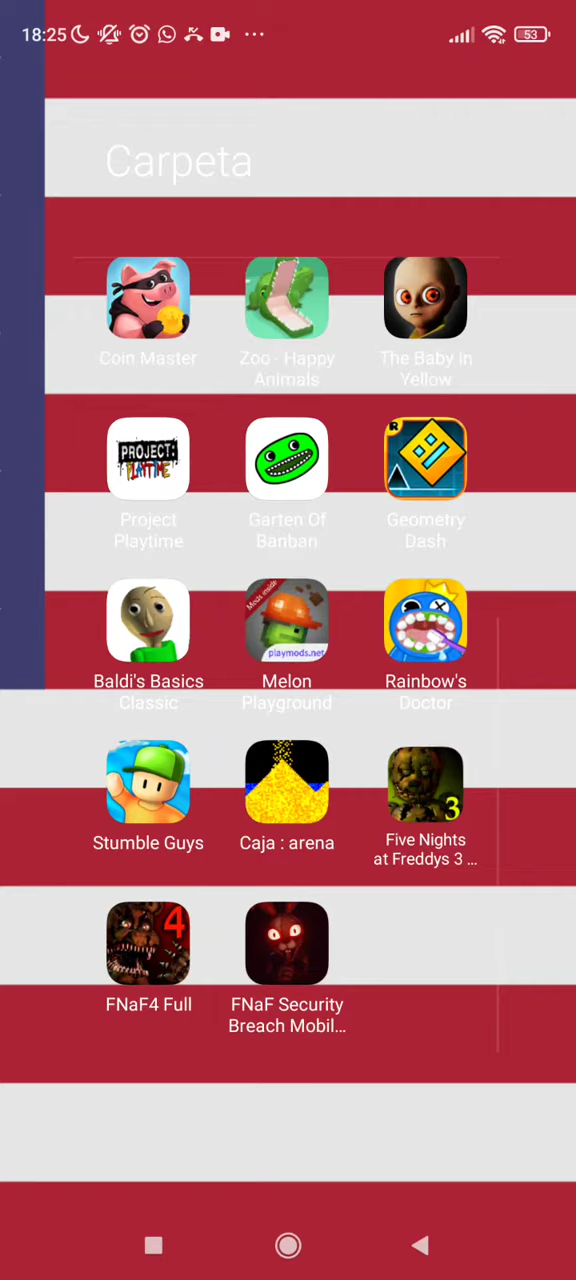 18:25
53
Carpeta
Coin Master
Zoo - Happy
Animals
The Baby In
Yellow
PROJECT:
PLAYTIME
Project
Playtime
Garten Of
Banban
R
Geometry
Dash
Baldi's Basics
Classic
Mods inside
playmods.net
Melon
Playground
Rainbow's
Doctor
Stumble Guys
Caja : arena
3
Five Nights
at Freddys 3 ...
4
FNaF4 Full
FNaF Security
Breach Mobil...